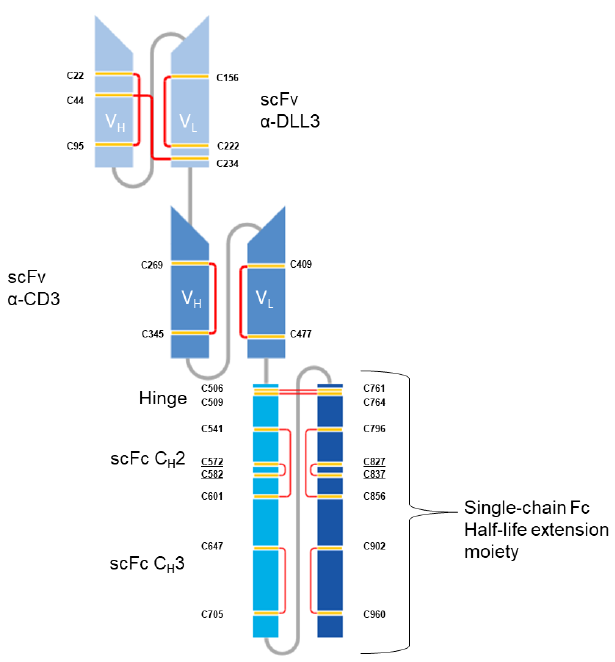 C22
C156
C44
scFv
α-DLL3
VH
VL
C95
C222
C234
C269
C409
scFv
α-CD3
VH
VL
C345
C477
Hinge
C506
C761
C509
C764
C541
C796
scFc CH2
C572
C827
C582
C837
C601
C856
Single-chain Fc
Half-life extension
moiety
C647
C902
scFc CH3
C705
C960